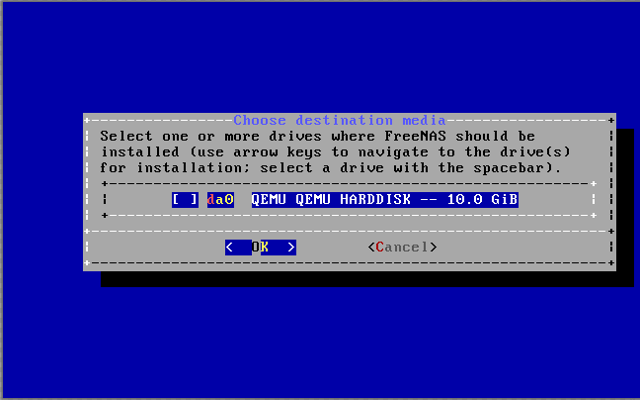 Choose destination media
Select one or more drives where FreeNAS should be
installed (use arrow keys to navigate to the drive(s)
for installation; select a drive with the spacebar).
[ ] da0 QEMU QEMU HARDDISK -- 10.0 GiB
< OK > <Cancel>